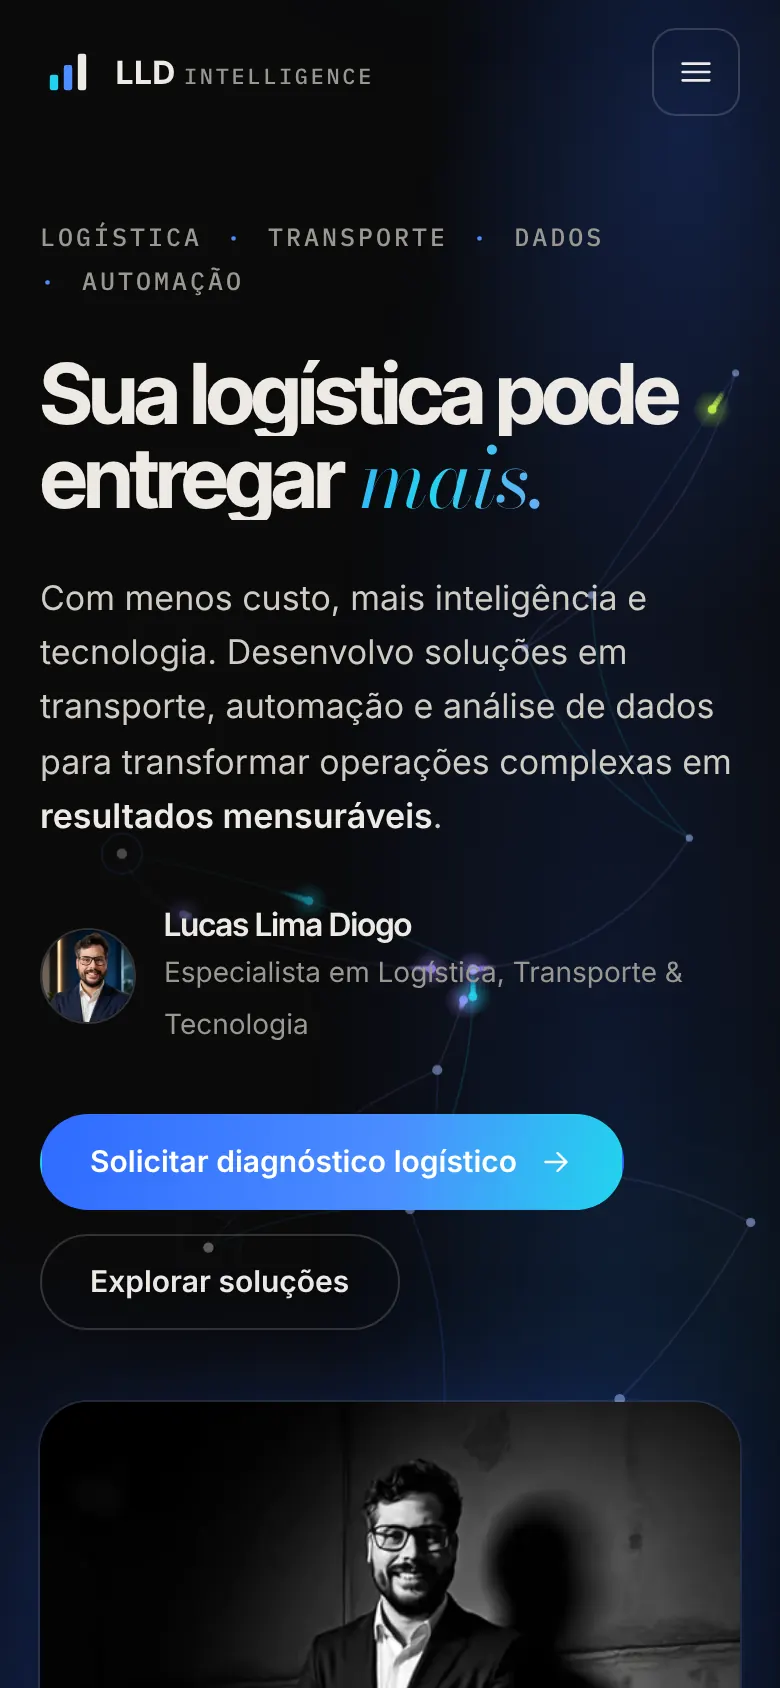 LLD INTELLIGENCE
LOGÍSTICA · TRANSPORTE · DADOS
· AUTOMAÇÃO
Sua logística pode
entregar mais.
Com menos custo, mais inteligência e
tecnologia. Desenvolvo soluções em
transporte, automação e análise de dados
para transformar operações complexas em
resultados mensuráveis.
Lucas Lima Diogo
Especialista em Logística, Transporte &
Tecnologia
Solicitar diagnóstico logístico →
Explorar soluções